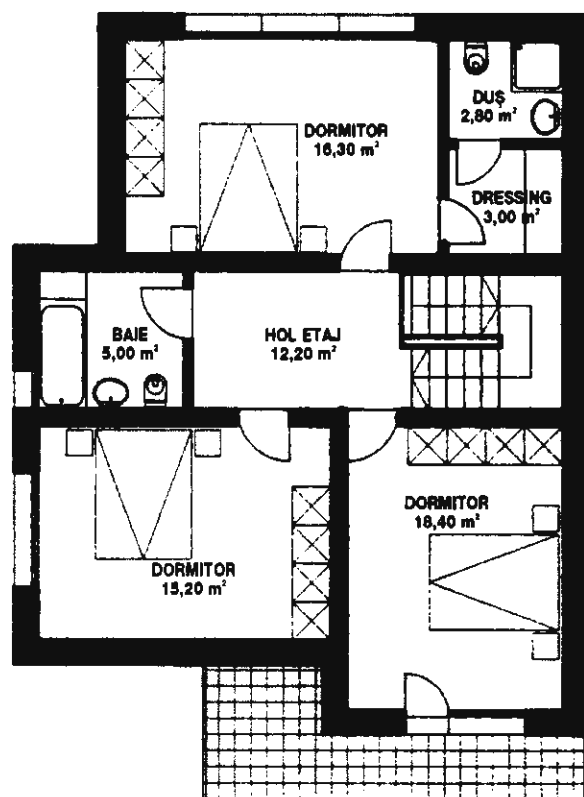 DUȘ
2,80 m²
DORMITOR
16,30 m²
DRESSING
3,00 m²
BAIE
5,00 m²
HOL ETAJ
12,20 m²
DORMITOR
18,40 m²
DORMITOR
15,20 m²